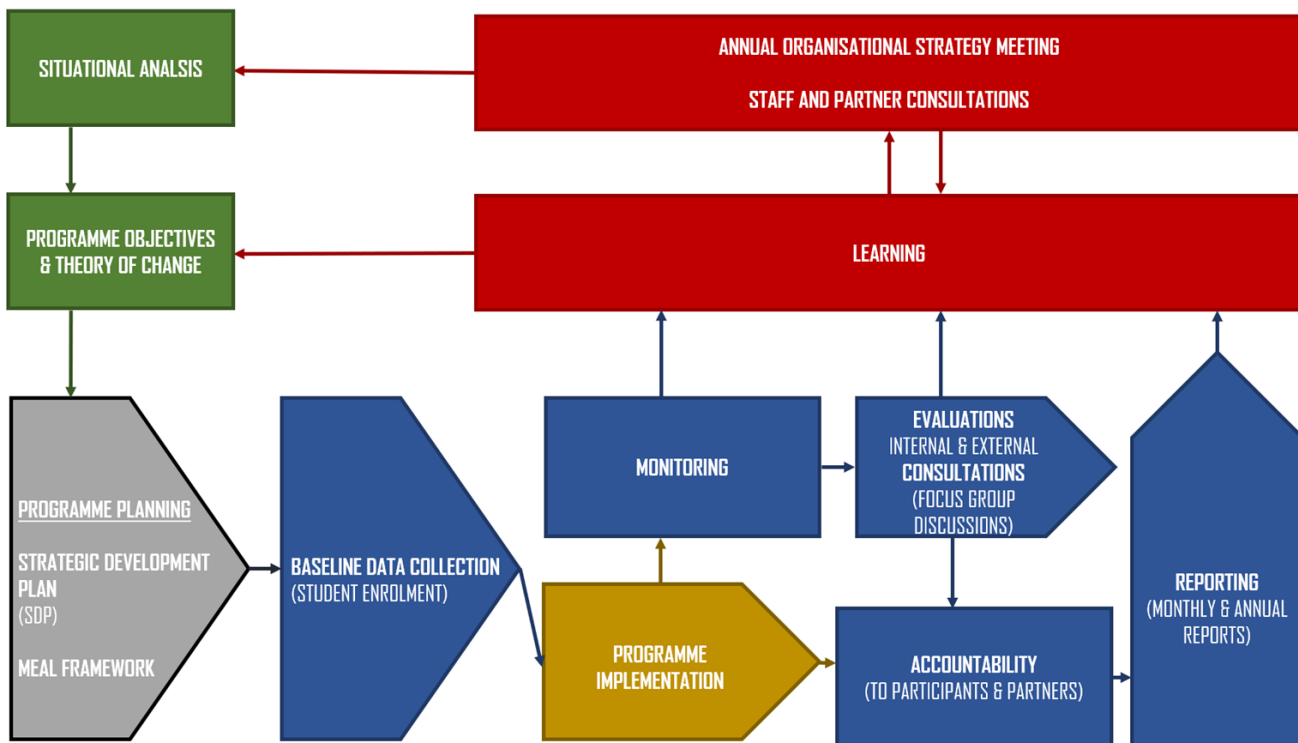 SITUATIONAL ANALSIS
ANNUAL ORGANISATIONAL STRATEGY MEETING
STAFF AND PARTNER CONSULTATIONS
PROGRAMME OBJECTIVES
& THEORY OF CHANGE
LEARNING
PROGRAMME PLANNING
STRATEGIC DEVELOPMENT
PLAN
(SDP)
MEAL FRAMEWORK
BASELINE DATA COLLECTION
(STUDENT ENROLMENT)
MONITORING
EVALUATIONS
INTERNAL & EXTERNAL
CONSULTATIONS
(FOCUS GROUP
DISCUSSIONS)
PROGRAMME
IMPLEMENTATION
ACCOUNTABILITY
(TO PARTICIPANTS & PARTNERS)
REPORTING
(MONTHLY & ANNUAL
REPORTS)